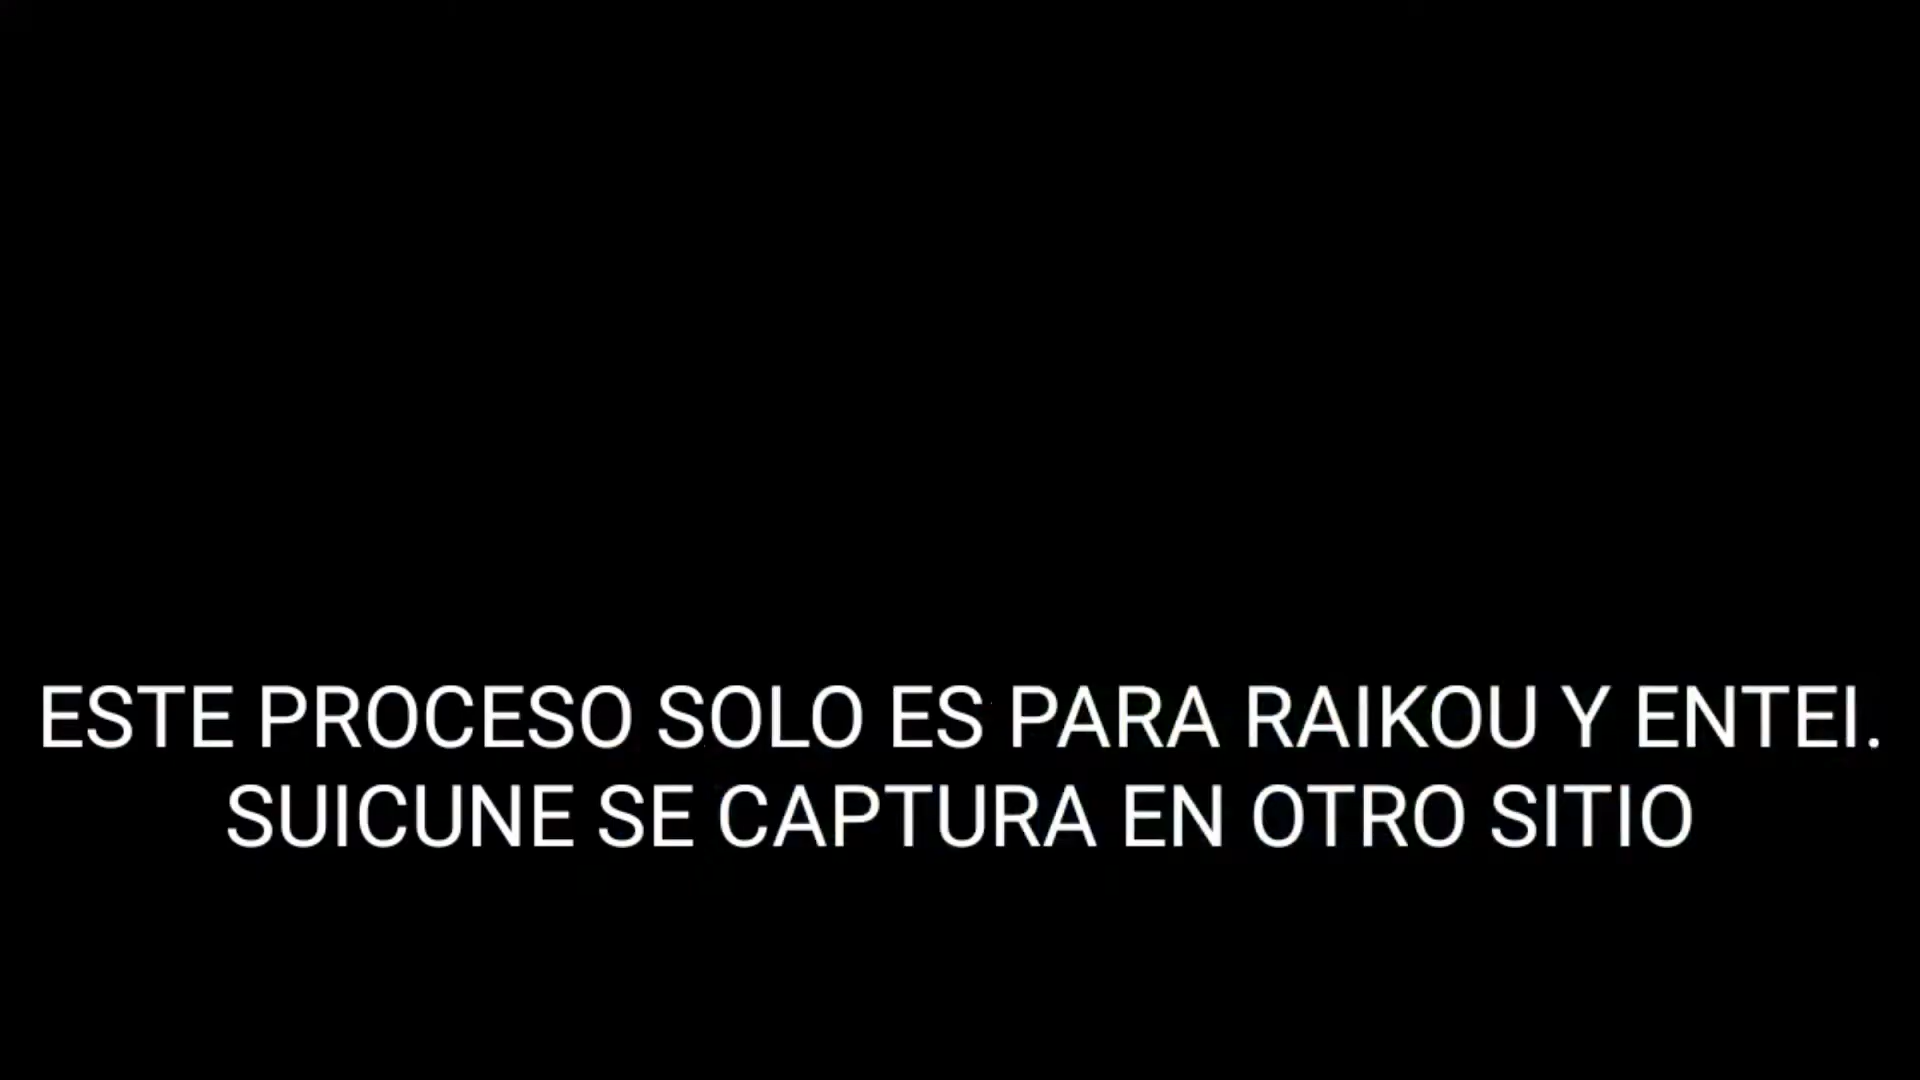 ESTE PROCESO SOLO ES PARA RAIKOU Y ENTEI.
SUICUNE SE CAPTURA EN OTRO SITIO